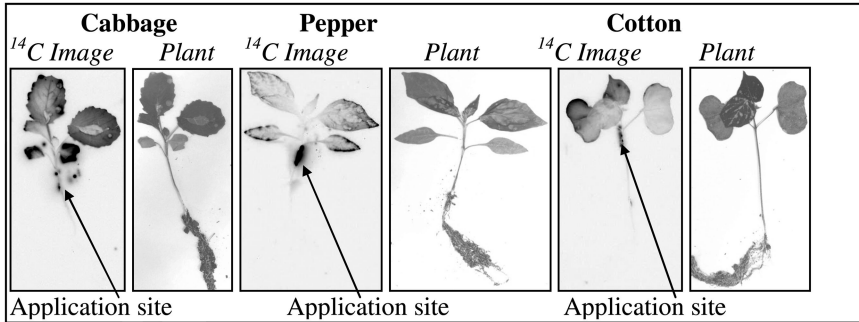 Cabbage Pepper Cotton
14C Image Plant 14C Image Plant 14C Image Plant
Application site Application site Application site